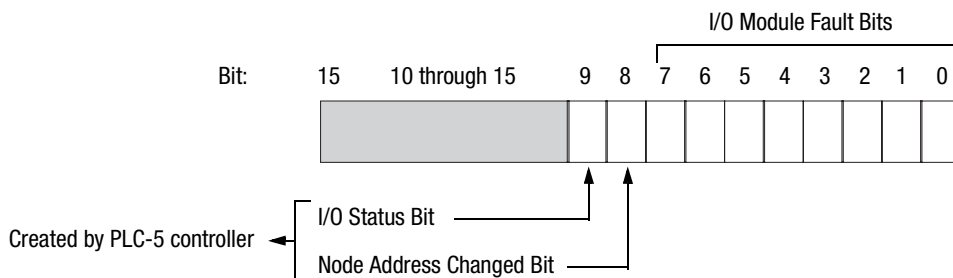 I/O Module Fault Bits
Bit: 15 10 through 15 9 8 7 6 5 4 3 2 1 0
I/O Status Bit
Created by PLC-5 controller
Node Address Changed Bit